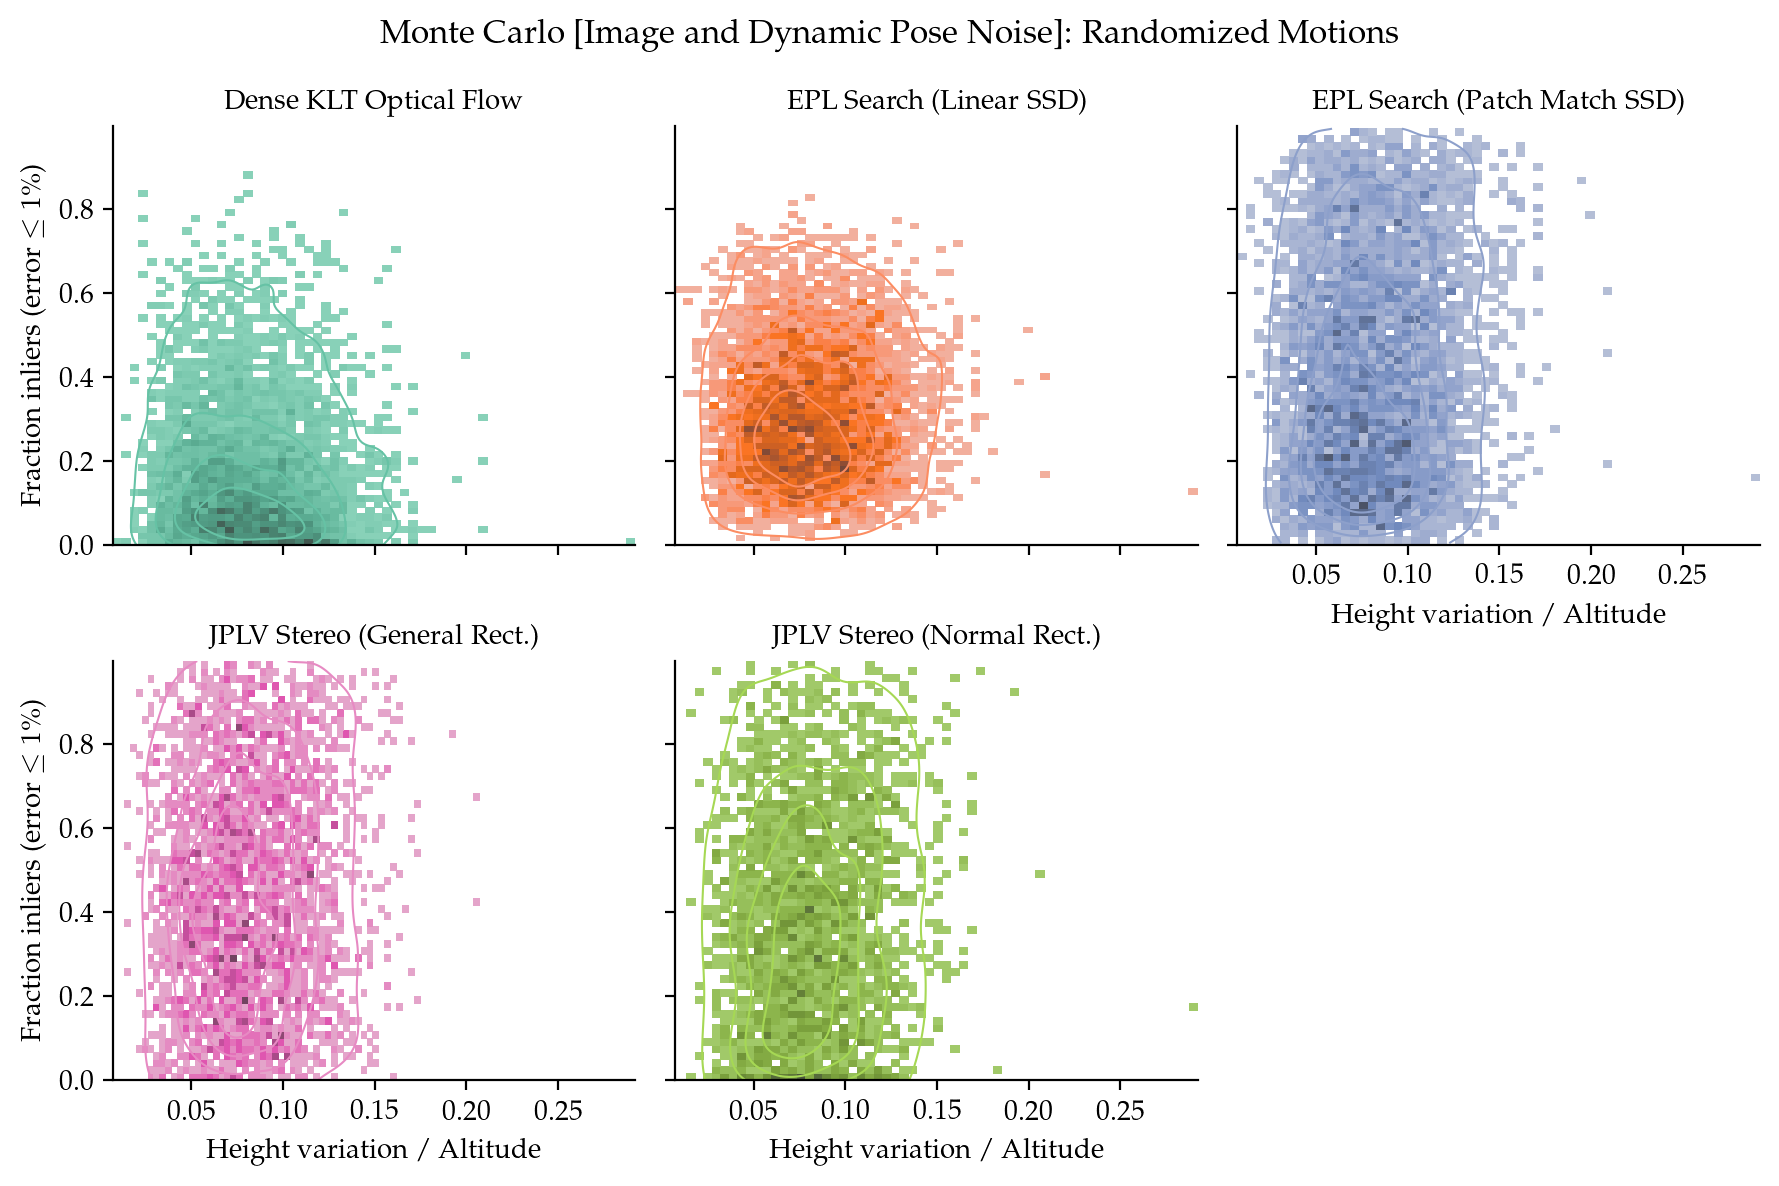 Monte Carlo [Image and Dynamic Pose Noise]: Randomized Motions
Dense KLT Optical Flow
EPL Search (Linear SSD)
EPL Search (Patch Match SSD)
Fraction inliers (error ≤ 1%)
0.8
0.6
0.4
0.2
0.0
0.05 0.10 0.15 0.20 0.25
Height variation / Altitude
JPLV Stereo (General Rect.)
JPLV Stereo (Normal Rect.)
Fraction inliers (error ≤ 1%)
0.8
0.6
0.4
0.2
0.0
0.05 0.10 0.15 0.20 0.25
0.05 0.10 0.15 0.20 0.25
Height variation / Altitude
Height variation / Altitude